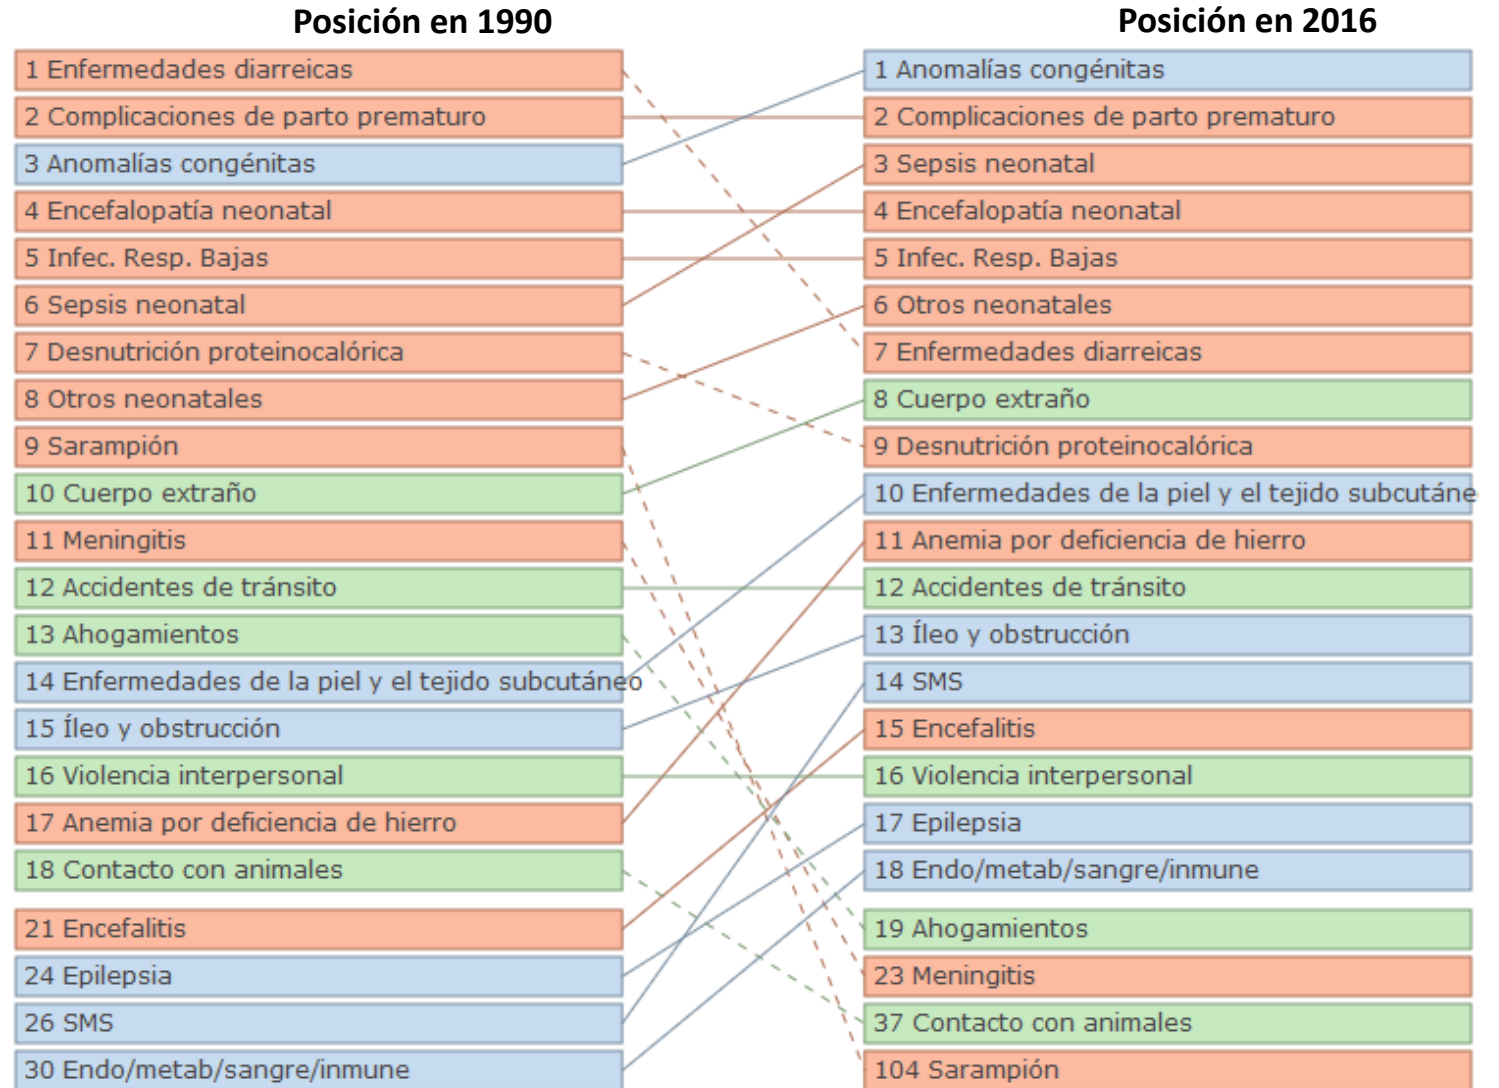 Posición en 1990
1 Enfermedades diarreicas
2 Complicaciones de parto prematuro
3 Anomalías congénitas
4 Encefalopatía neonatal
5 Infec. Resp. Bajas
6 Sepsis neonatal
7 Desnutrición proteinocalórica
8 Otros neonatales
9 Sarampión
10 Cuerpo extraño
11 Meningitis
12 Accidentes de tránsito
13 Ahogamientos
14 Enfermedades de la piel y el tejido subcutáneo
15 Íleo y obstrucción
16 Violencia interpersonal
17 Anemia por deficiencia de hierro
18 Contacto con animales
21 Encefalitis
24 Epilepsia
26 SMS
30 Endo/metab/sangre/inmune
Posición en 2016
1 Anomalías congénitas
2 Complicaciones de parto prematuro
3 Sepsis neonatal
4 Encefalopatía neonatal
5 Infec. Resp. Bajas
6 Otros neonatales
7 Enfermedades diarreicas
8 Cuerpo extraño
9 Desnutrición proteinocalórica
10 Enfermedades de la piel y el tejido subcutáne
11 Anemia por deficiencia de hierro
12 Accidentes de tránsito
13 Íleo y obstrucción
14 SMS
15 Encefalitis
16 Violencia interpersonal
17 Epilepsia
18 Endo/metab/sangre/inmune
19 Ahogamientos
23 Meningitis
37 Contacto con animales
104 Sarampión